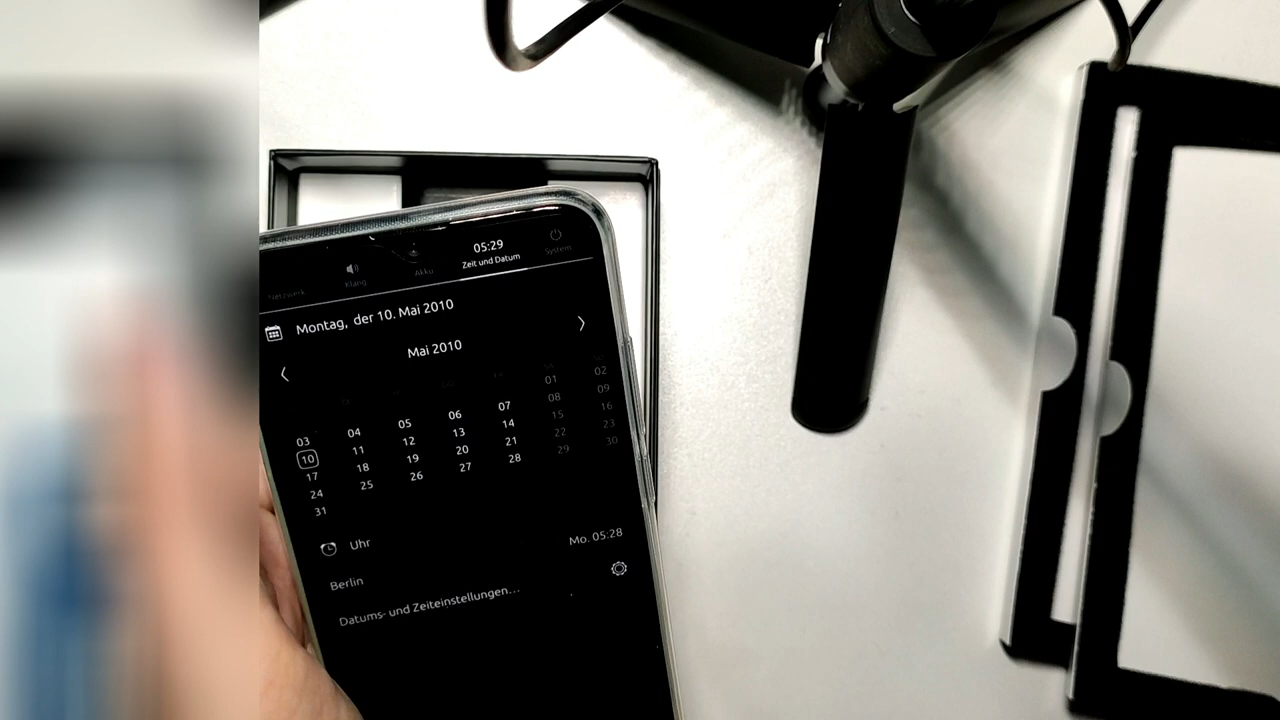 05:29
Netzwerk
Klang
Akku
Zeit und Datum
System
Montag, der 10. Mai 2010
Mai 2010
01 02
03 04 05 06 07 08 09
10 11 12 13 14 15 16
17 18 19 20 21 22 23
24 25 26 27 28 29 30
31
Uhr
Mo. 05:28
Berlin
Datums- und Zeiteinstellungen...